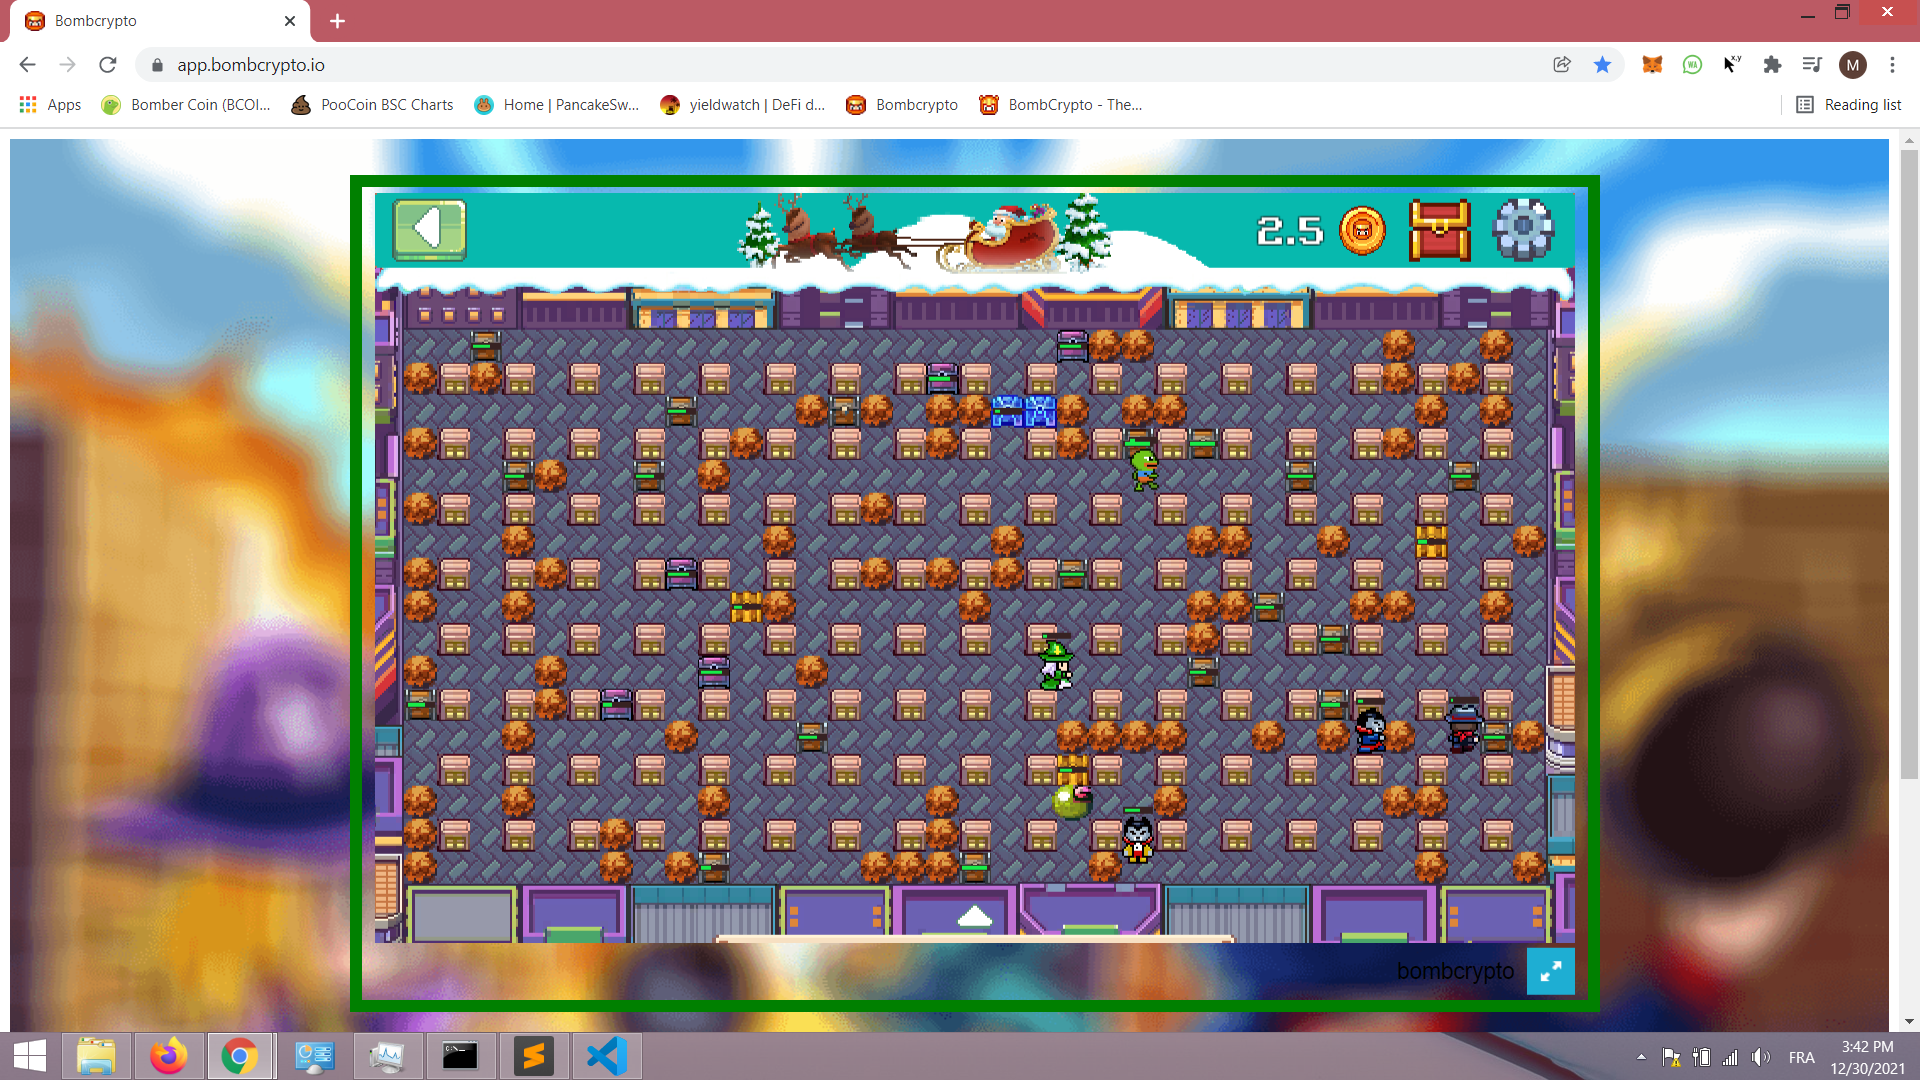 Bombcrypto
app.bombcrypto.io
M
Apps
Bomber Coin (BCOI...
PooCoin BSC Charts
Home | PancakeSw...
yieldwatch | DeFi d...
Bombcrypto
BombCrypto - The...
Reading list
2.5
bombcrypto
FRA
3:42 PM
12/30/2021